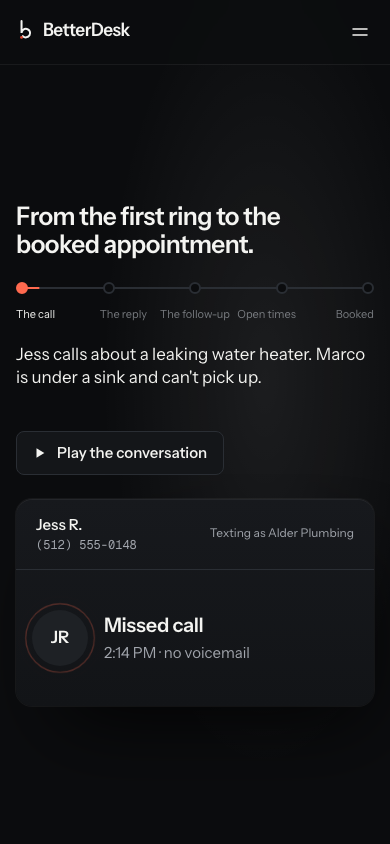 BetterDesk
From the first ring to the
booked appointment.
The call The reply The follow-up Open times Booked
Jess calls about a leaking water heater. Marco
is under a sink and can't pick up.
Play the conversation
Jess R.
(512) 555-0148
Texting as Alder Plumbing
JR
Missed call
2:14 PM · no voicemail